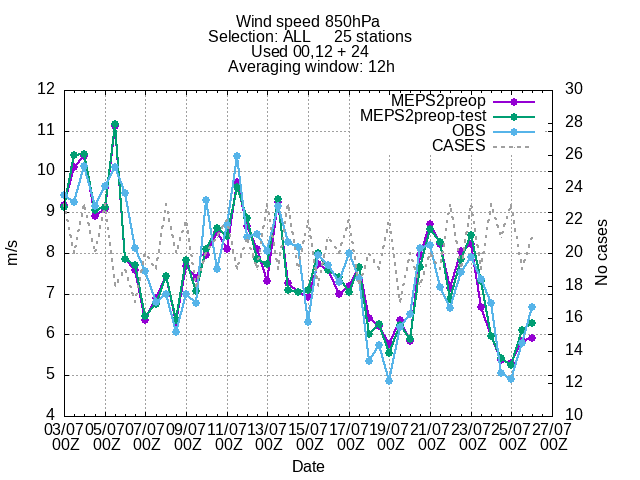 Wind speed 850hPa
Selection: ALL 25 stations
Used 00,12 + 24
Averaging window: 12h
MEPS2preop
MEPS2preop-test
OBS
CASES
12
11
10
9
8
7
6
5
4
m/s
30
28
26
24
22
20
18
16
14
12
10
No cases
03/07 05/07 07/07 09/07 11/07 13/07 15/07 17/07 19/07 21/07 23/07 25/07 27/07
00Z 00Z 00Z 00Z 00Z 00Z 00Z 00Z 00Z 00Z 00Z 00Z 00Z
Date